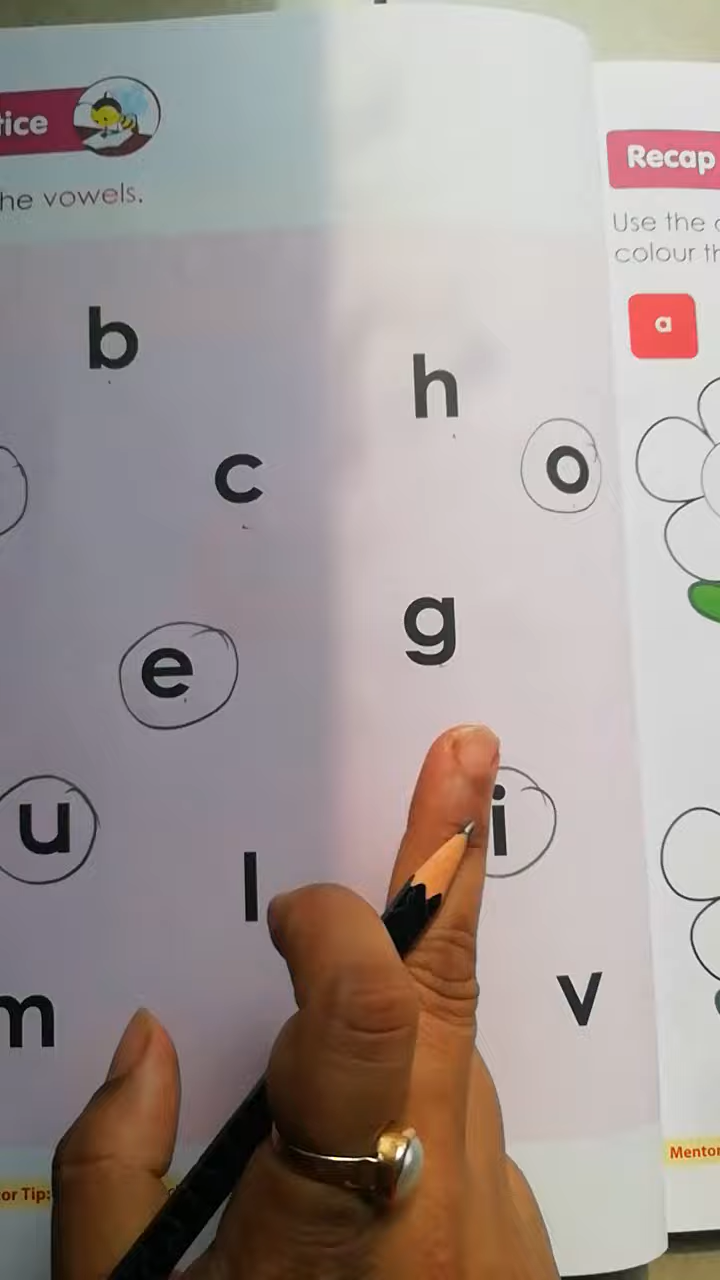 tice
he vowels.
b
h
c
o
g
e
i
u
l
v
m
or Tip:
Recap
Use the
colour th
a
Mentor